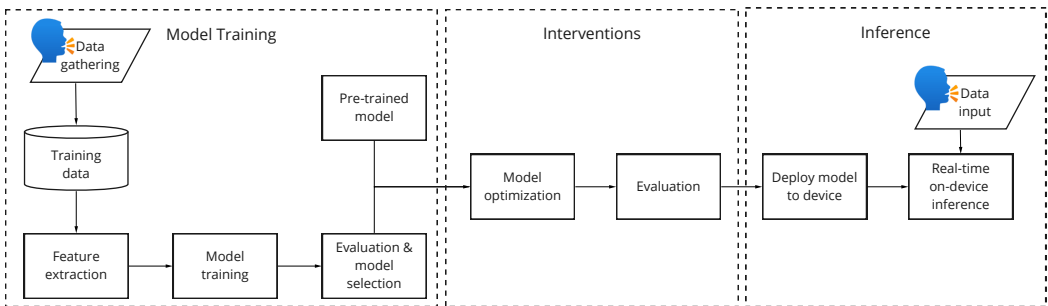 Model Training
Data
gathering
Training
data
Feature
extraction
Model
training
Evaluation &
model
selection
Pre-trained
model
Interventions
Model
optimization
Evaluation
Inference
Deploy model
to device
Data
input
Real-time
on-device
inference